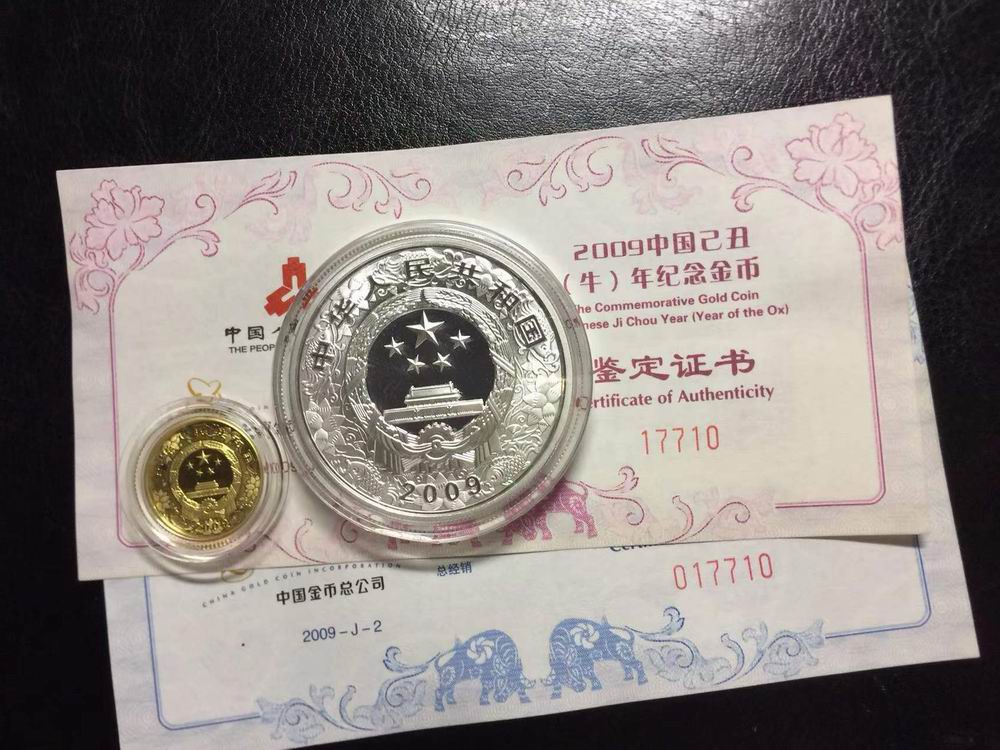 2009中国己丑
（牛）年纪念金币
he Commemorative Gold Coin
nese Ji Chou Year (Year of the Ox)
中国
THE PEOP
鉴定证书
ertificate of Authenticity
17710
中华人民共和国
2009
017710
CHINA GOLD COIN INCORPORATION
总经销
中国金币总公司
2009-J-2